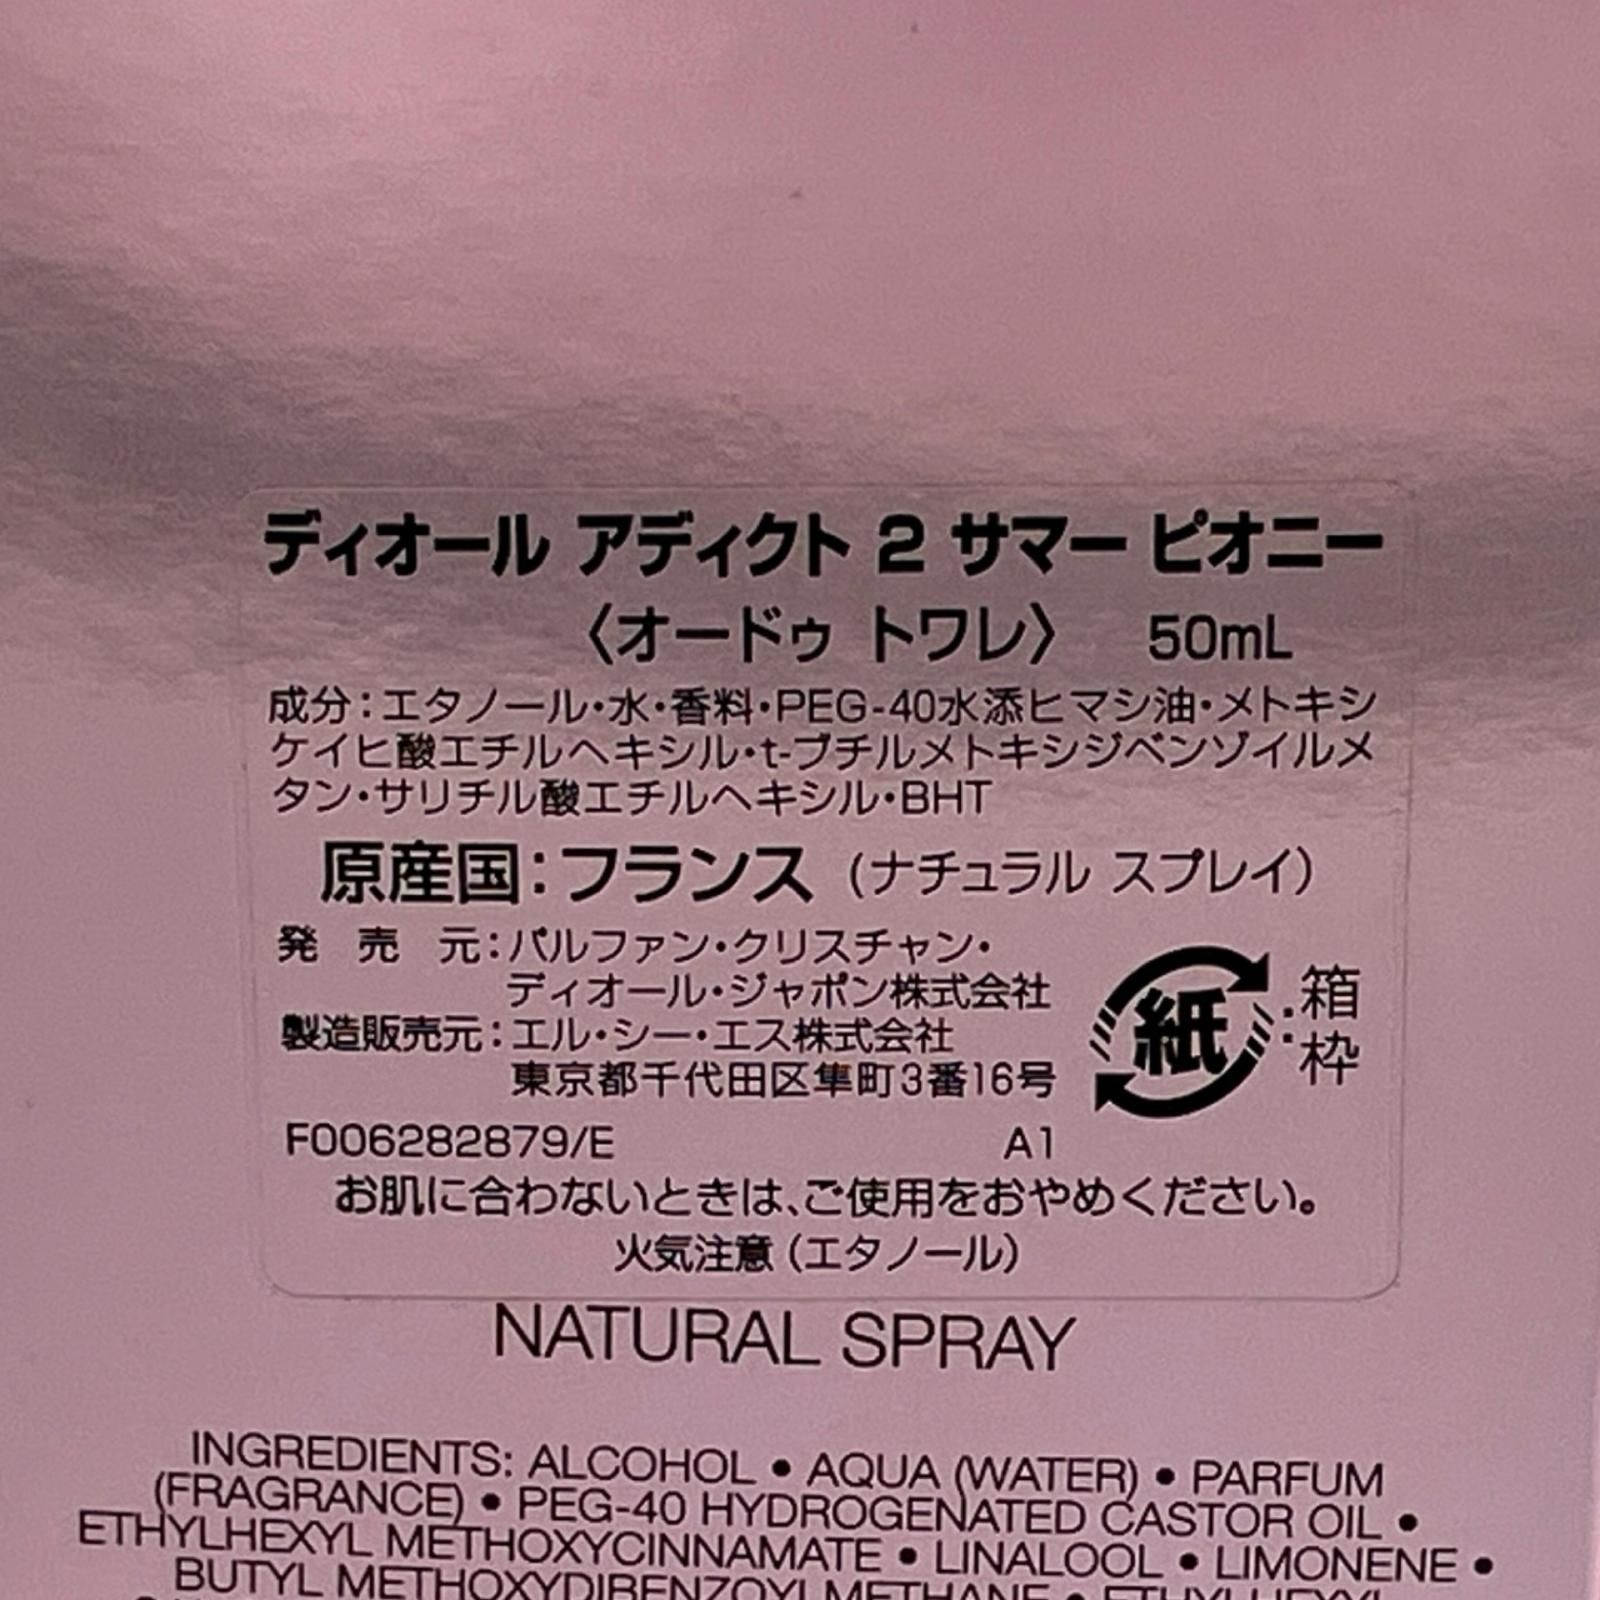 ディオール アディクト 2 サマー ピオニー
〈オードゥ トワレ〉 50mL
成分：エタノール・水・香料・PEG-40水添ヒマシ油・メトキシ
ケイヒ酸エチルヘキシル・t-ブチルメトキシジベンゾイルメ
タン・サリチル酸エチルヘキシル・BHT
原産国：フランス（ナチュラル スプレイ）
発 売 元：パルファン・クリスチャン・
ディオール・ジャポン株式会社
製造販売元：エル・シー・エス株式会社
東京都千代田区隼町3番16号
紙：箱
：枠
F006282879/E A1
お肌に合わないときは、ご使用をおやめください。
火気注意（エタノール）
NATURAL SPRAY
INGREDIENTS: ALCOHOL • AQUA (WATER) • PARFUM
(FRAGRANCE) • PEG-40 HYDROGENATED CASTOR OIL •
ETHYLHEXYL METHOXYCINNAMATE • LINALOOL • LIMONENE •
BUTYL METHOXYDIBENZOYLMETHANE • ETHYLHEXYL